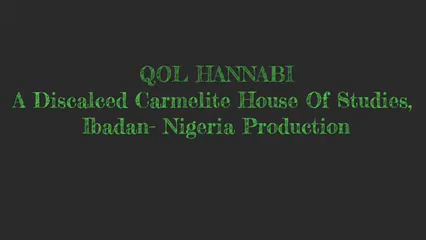 QOL HANNABI
A Discalced Carmelite House Of Studies,
Ibadan- Nigeria Production